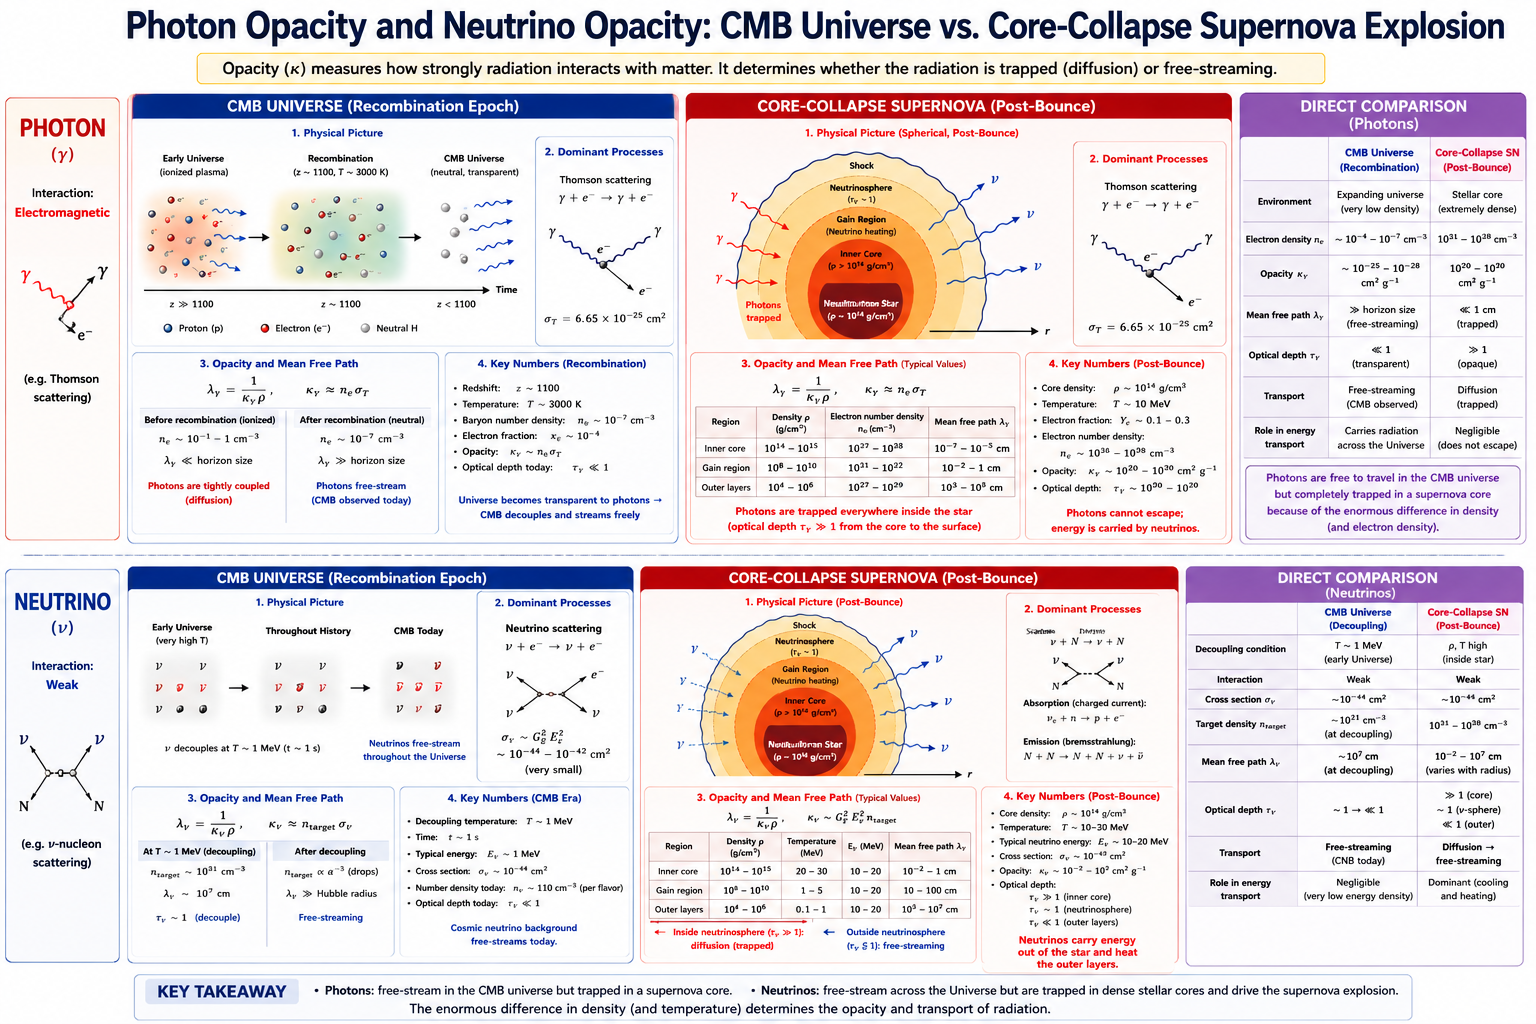 Photon Opacity and Neutrino Opacity: CMB Universe vs. Core-Collapse Supernova Explosion
Opacity (κ) measures how strongly radiation interacts with matter. It determines whether the radiation is trapped (diffusion) or free-streaming.
PHOTON
(γ)
Interaction:
Electromagnetic
γ
γ
e⁻
(e.g. Thomson
scattering)
CMB UNIVERSE (Recombination Epoch)
1. Physical Picture
Early Universe
(ionized plasma)
Recombination
(z ~ 1100, T ~ 3000 K)
CMB Universe
(neutral, transparent)
Time
z ≫ 1100
z ~ 1100
z < 1100
Proton (p)
Electron (e⁻)
Neutral H
2. Dominant Processes
Thomson scattering
γ + e⁻ → γ + e⁻
γ
γ
e⁻
e⁻
σ_T = 6.65 × 10⁻²⁵ cm²
3. Opacity and Mean Free Path
λ_γ = 1/(κ_γ ρ), κ_γ ≈ n_e σ_T
Before recombination (ionized)
After recombination (neutral)
n_e ~ 10⁻¹ – 1 cm⁻³
n_e ~ 10⁻⁷ cm⁻³
λ_γ ≪ horizon size
λ_γ ≫ horizon size
Photons are tightly coupled
(diffusion)
Photons free-stream
(CMB observed today)
4. Key Numbers (Recombination)
• Redshift: z ~ 1100
• Temperature: T ~ 3000 K
• Baryon number density: ~ 10⁻⁷ cm⁻³
• Electron fraction: x_e ~ 10⁻⁴
• Opacity: κ_γ ~ n_e σ_T
• Optical depth today: τ_γ ≪ 1
Universe becomes transparent to photons →
CMB decouples and streams freely
CORE-COLLAPSE SUPERNOVA (Post-Bounce)
1. Physical Picture (Spherical, Post-Bounce)
Shock
Neutrinosphere
(τ_ν ~ 1)
Gain Region
(Neutrino heating)
Inner Core
(ρ > 10¹⁴ g/cm³)
Star
(ρ ~ 10¹⁴ g/cm³)
γ
γ
γ
γ
ν
ν
ν
Photons
trapped
r
2. Dominant Processes
Thomson scattering
γ + e⁻ → γ + e⁻
γ
γ
e⁻
e⁻
σ_T = 6.65 × 10⁻²⁵ cm²
3. Opacity and Mean Free Path (Typical Values)
λ_γ = 1/(κ_γ ρ), κ_γ ≈ n_e σ_T
Region
Density ρ
(g/cm³)
Electron number density
n_e (cm⁻³)
Mean free path λ_γ
Inner core 10¹⁴ – 10¹⁵ 10²⁷ – 10³⁸ 10⁻⁷ – 10⁻⁵ cm
Gain region 10⁸ – 10¹⁰ 10³¹ – 10²² 10⁻² – 1 cm
Outer layers 10⁴ – 10⁶ 10²⁷ – 10²⁹ 10³ – 10⁵ cm
Photons are trapped everywhere inside the star
(optical depth τ_γ ≫ 1 from the core to the surface)
4. Key Numbers (Post-Bounce)
• Core density: ρ ~ 10¹⁴ g/cm³
• Temperature: T ~ 10 MeV
• Electron fraction: Y_e ~ 0.1 – 0.3
• Electron number density:
n_e ~ cm⁻³
• Opacity: κ_γ ~ 10²⁰ – 10³⁰ cm² g⁻¹
• Optical depth:
Photons cannot escape;
energy is carried by neutrinos.
DIRECT COMPARISON
(Photons)
CMB Universe
(Recombination)
Core-Collapse SN
(Post-Bounce)
Environment
Expanding universe
(very low density)
Stellar core
(extremely dense)
Electron density n_e ~ 10⁻⁴ – 10⁻⁷ cm⁻³ 10³¹ – 10³⁸ cm⁻³
Opacity κ_γ
~ 10⁻²⁵ – 10⁻²⁸
cm² g⁻¹
10²⁰ – 10³⁰
cm² g⁻¹
Mean free path λ_γ
≫ horizon size
(free-streaming)
≪ 1 cm
(trapped)
Optical depth τ_γ
≪ 1
(transparent)
≫ 1
(opaque)
Transport
Free-streaming
(CMB observed)
Diffusion
(trapped)
Role in energy
transport
Carries radiation
across the Universe
Negligible
(does not escape)
Photons are free to travel in the CMB universe
but completely trapped in a supernova core
because of the enormous difference in density
(and electron density).
NEUTRINO
(ν)
Interaction:
Weak
ν
ν
N
N
(e.g. ν-nucleon
scattering)
CMB UNIVERSE (Recombination Epoch)
1. Physical Picture
Early Universe
(very high T)
Throughout History
CMB Today
ν decouples at T ~ 1 MeV (t ~ 1 s)
Neutrinos free-stream
throughout the Universe
2. Dominant Processes
Neutrino scattering
ν + e⁻ → ν + e⁻
ν
e⁻
ν
ν
~ 10⁻⁴⁴ – 10⁻⁴² cm²
(very small)
3. Opacity and Mean Free Path
λ_ν = 1/(κ_ν ρ), κ_ν ≈ n_target σ_ν
At T ~ 1 MeV (decoupling)
After decoupling
n_target ~ 10³¹ cm⁻³
n_target ∝ a⁻³ (drops)
λ_ν ~ 10⁷ cm
λ_ν ≫ Hubble radius
τ_ν ~ 1 (decouple)
Free-streaming
4. Key Numbers (CMB Era)
• Decoupling temperature: T ~ 1 MeV
• Time: t ~ 1 s
• Typical energy: E_ν ~ 1 MeV
• Cross section: σ_ν ~ 10⁻⁴⁴ cm²
• Number density today: n_ν ~ 110 cm⁻³ (per flavor)
• Optical depth today: τ_ν ≪ 1
Cosmic neutrino background
free-streams today.
CORE-COLLAPSE SUPERNOVA (Post-Bounce)
1. Physical Picture (Post-Bounce)
Shock
Neutrinosphere
(τ_ν ~ 1)
Gain Region
(Neutrino heating)
Inner Core
(ρ > 10¹⁴ g/cm³)
Star
(ρ ~ 10¹⁴ g/cm³)
ν
ν
ν
ν
ν
ν
ν
ν
r
2. Dominant Processes
ν + N → ν + N
ν
ν
N
N
Absorption (charged current):
ν_e + n → p + e⁻
Emission (bremsstrahlung):
N + N → N + N + ν + ν̄
3. Opacity and Mean Free Path (Typical Values)
λ_ν = 1/(κ_ν ρ), κ_ν ~ G_F² E_ν² n_target
Region
Density ρ
(g/cm³)
Temperature
(MeV)
E_ν (MeV)
Mean free path λ_ν
Inner core 10¹⁴ – 10¹⁵ 20 – 30 10 – 20 10⁻² – 1 cm
Gain region 10⁸ – 10¹⁰ 1 – 5 10 – 20 10 – 100 cm
Outer layers 10⁴ – 10⁶ 0.1 – 1 10 – 20 10⁵ – 10⁷ cm
← Inside neutrinosphere (τ_ν ≫ 1):
diffusion (trapped)
← Outside neutrinosphere
(τ_ν ≲ 1): free-streaming
4. Key Numbers (Post-Bounce)
• Core density: ρ ~ 10¹⁴ g/cm³
• Temperature: T ~ 10–30 MeV
• Typical neutrino energy: E_ν ~ 10–20 MeV
• Cross section: σ_ν ~ 10⁻⁴³ cm²
• Opacity: κ_ν ~ 10⁻² – 10² cm² g⁻¹
• Optical depth:
τ_ν ≫ 1 (inner core)
τ_ν ~ 1 (neutrinosphere)
τ_ν ≪ 1 (outer layers)
Neutrinos carry energy
out of the star and heat
the outer layers.
DIRECT COMPARISON
(Neutrinos)
CMB Universe
(Decoupling)
Core-Collapse SN
(Post-Bounce)
Decoupling condition
T ~ 1 MeV
(early Universe)
ρ, T high
(inside star)
Interaction Weak Weak
Cross section σ_ν ~10⁻⁴⁴ cm² ~10⁻⁴⁴ cm²
Target density n_target
~10²¹ cm⁻³
(at decoupling)
10³¹ – 10³⁸ cm⁻³
Mean free path λ_ν
~10⁷ cm
(at decoupling)
10⁻² – 10⁷ cm
(varies with radius)
Optical depth τ_ν
~ 1 → ≪ 1
≫ 1 (core)
~ 1 (ν-sphere)
≪ 1 (outer)
Transport
Free-streaming
(CNB today)
Diffusion →
free-streaming
Role in energy
transport
Negligible
(very low energy density)
Dominant (cooling
and heating)
KEY TAKEAWAY
• Photons: free-stream in the CMB universe but trapped in a supernova core. • Neutrinos: free-stream across the Universe but are trapped in dense stellar cores and drive the supernova explosion.
The enormous difference in density (and temperature) determines the opacity and transport of radiation.